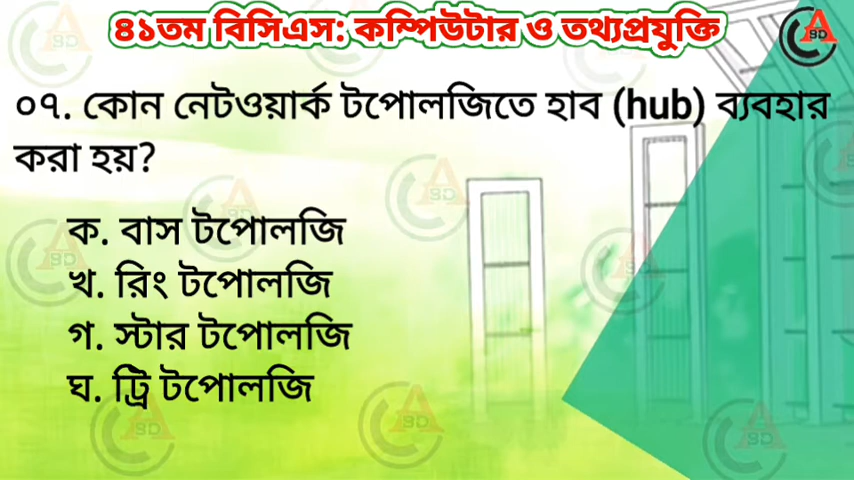 ৪১তম বিসিএস: কম্পিউটার ও তথ্যপ্রযুক্তি
০৭. কোন নেটওয়ার্ক টপোলজিতে হাব (hub) ব্যবহার
করা হয়?
ক. বাস টপোলজি
খ. রিং টপোলজি
গ. স্টার টপোলজি
ঘ. ট্রি টপোলজি